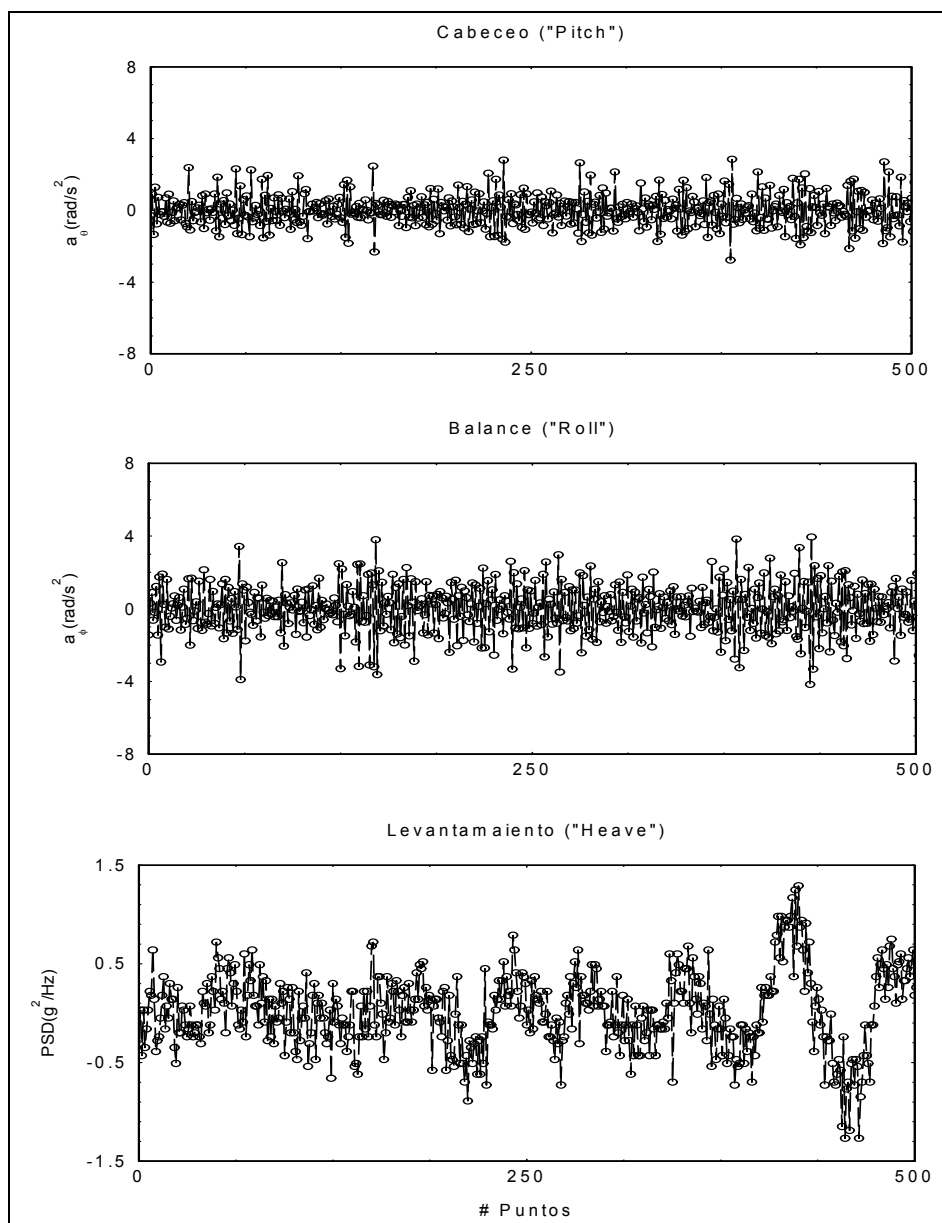 Cabeceo ("Pitch")
8
4
0
-4
-8
a_θ (rad/s²)
0 250 500
Balance ("Roll")
8
4
0
-4
-8
a_ϕ (rad/s²)
0 250 500
Levantamaiento ("Heave")
1.5
0.5
-0.5
-1.5
PSD(g²/Hz)
0 250 500
# Puntos